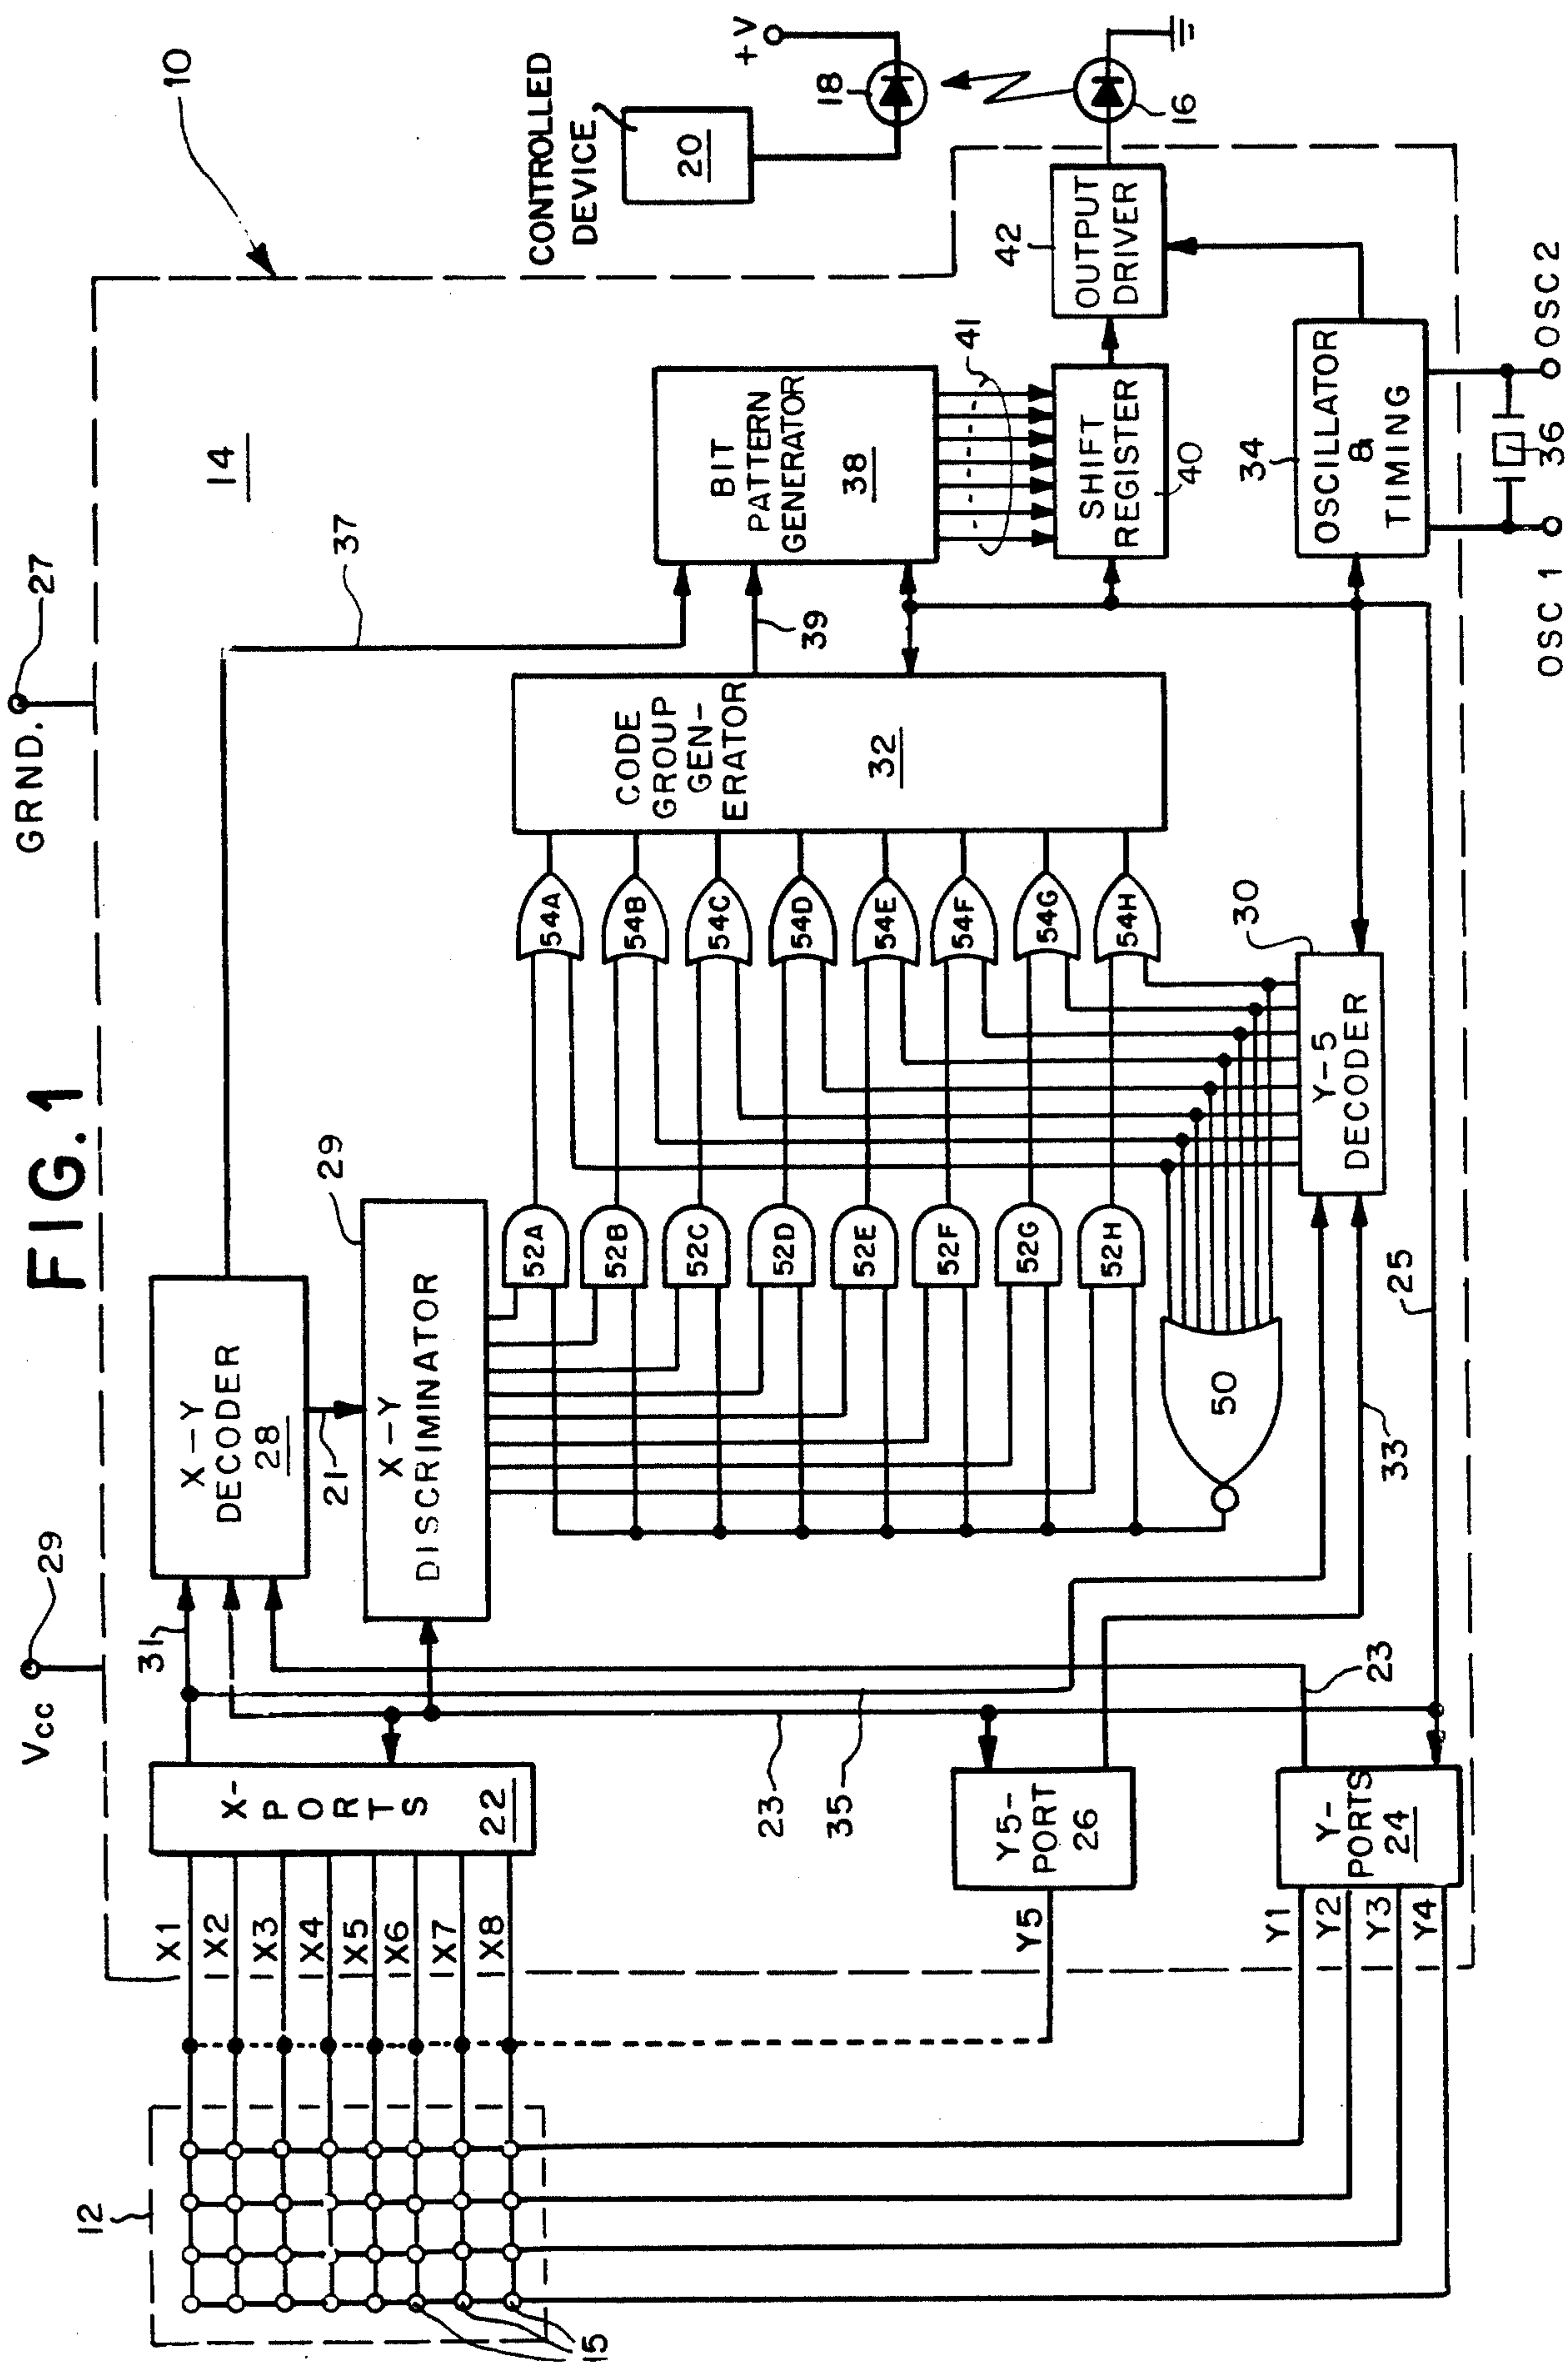 FIG. 1
GRND.
27
Vcc
29
10
14
12
15
X1
X2
X3
X4
X5
X6
X7
X8
Y5
Y1
Y2
Y3
Y4
X-
PORTS
22
Y5-
PORT
26
Y-
PORTS
24
31
23
35
23
33
25
X-Y
DECODER
28
21
X-Y
DISCRIMINATOR
29
37
52A
52B
52C
52D
52E
52F
52G
52H
50
54A
54B
54C
54D
54E
54F
54G
54H
Y-5
DECODER
30
CODE
GROUP
GEN-
ERATOR
32
39
BIT
PATTERN
GENERATOR
38
41
SHIFT
REGISTER
40
OSCILLATOR
&
TIMING
34
36
OSC 1
OSC 2
OUTPUT
DRIVER
42
CONTROLLED
DEVICE
20
18
+V
16